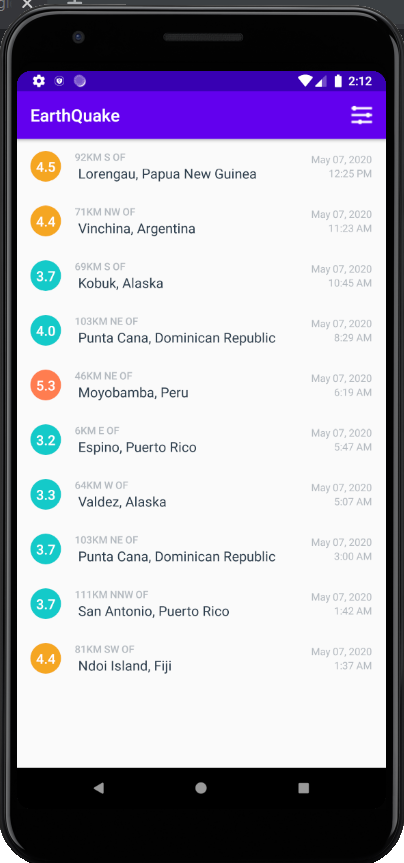 2:12
EarthQuake
4.5
92KM S OF
Lorengau, Papua New Guinea
May 07, 2020
12:25 PM
4.4
71KM NW OF
Vinchina, Argentina
May 07, 2020
11:23 AM
3.7
69KM S OF
Kobuk, Alaska
May 07, 2020
10:45 AM
4.0
103KM NE OF
Punta Cana, Dominican Republic
May 07, 2020
8:29 AM
5.3
46KM NE OF
Moyobamba, Peru
May 07, 2020
6:19 AM
3.2
6KM E OF
Espino, Puerto Rico
May 07, 2020
5:47 AM
3.3
64KM W OF
Valdez, Alaska
May 07, 2020
5:07 AM
3.7
103KM NE OF
Punta Cana, Dominican Republic
May 07, 2020
3:00 AM
3.7
111KM NNW OF
San Antonio, Puerto Rico
May 07, 2020
1:42 AM
4.4
81KM SW OF
Ndoi Island, Fiji
May 07, 2020
1:37 AM